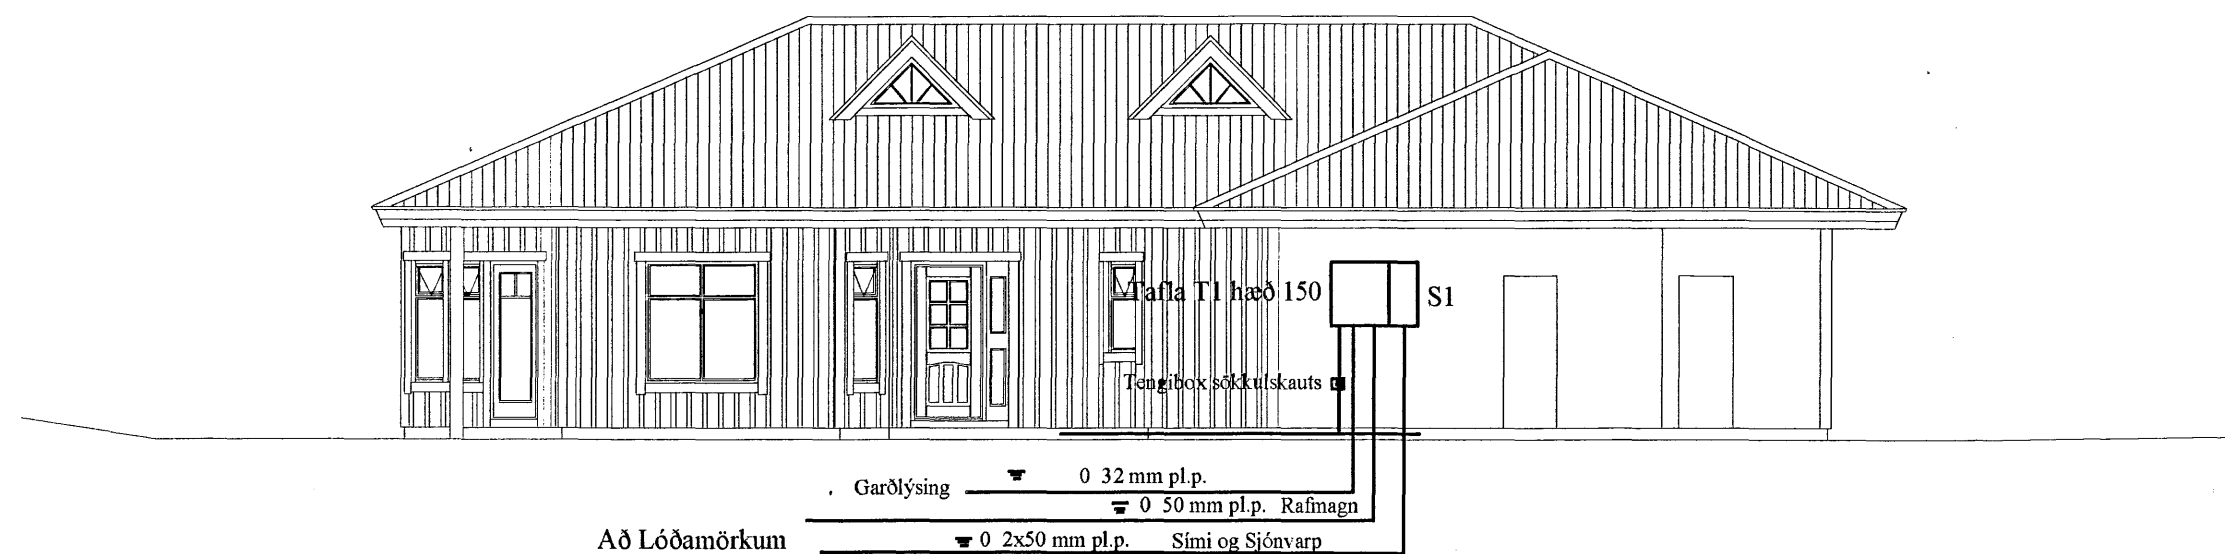 Tafla T1 hæð 150 S1
Tengibox sökkulskauts
Garðlýsing 0 32 mm pl.p.
0 50 mm pl.p. Rafmagn
Að Lóðamörkum 0 2x50 mm pl.p. Sími og Sjónvarp